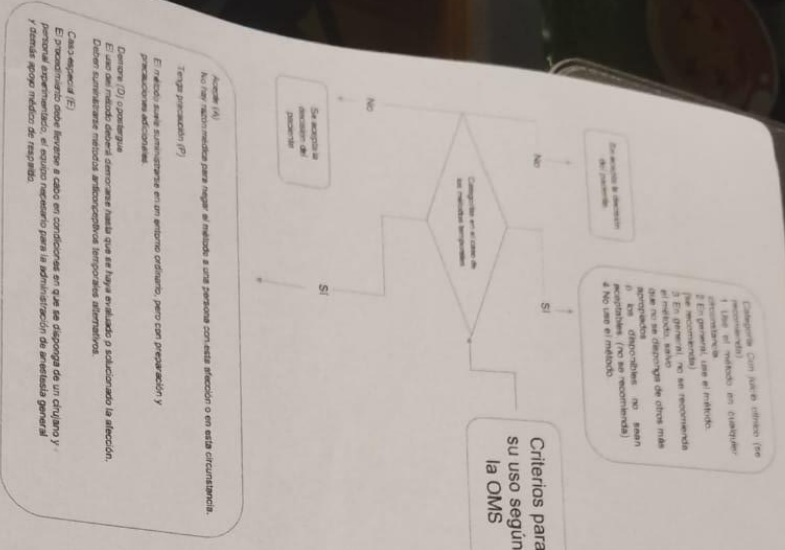 Criterios para
su uso según
la OMS
Categoría Con juicio clínico (se
recomienda)
1 Use el método en cualquier
circunstancia.
2 En general, use el método.
(se recomienda)
3 En general, no se recomienda
el método, salvo
que no se disponga de otros más
apropiados
o los disponibles no sean
aceptables. (no se recomienda)
4 No use el método.
Sí
No
Se acepta la decisión
del paciente
Categorías en el caso de
los métodos temporales
Sí
No
Se acepta la
decisión del
paciente
Acepte (A)
No hay razón médica para negar el método a una persona con esta afección o en esta circunstancia.
Tenga precaución (P)
El método suele suministrarse en un entorno ordinario, pero con preparación y
precauciones adicionales.
Demore (D) o postergue
El uso del método deberá demorarse hasta que se haya evaluado o solucionado la afección.
Deben suministrarse métodos anticonceptivos temporales alternativos.
Caso especial (E)
El procedimiento debe llevarse a cabo en condiciones en que se disponga de un cirujano y
personal experimentado, el equipo necesario para la administración de anestesia general
y demás apoyo médico de respaldo.